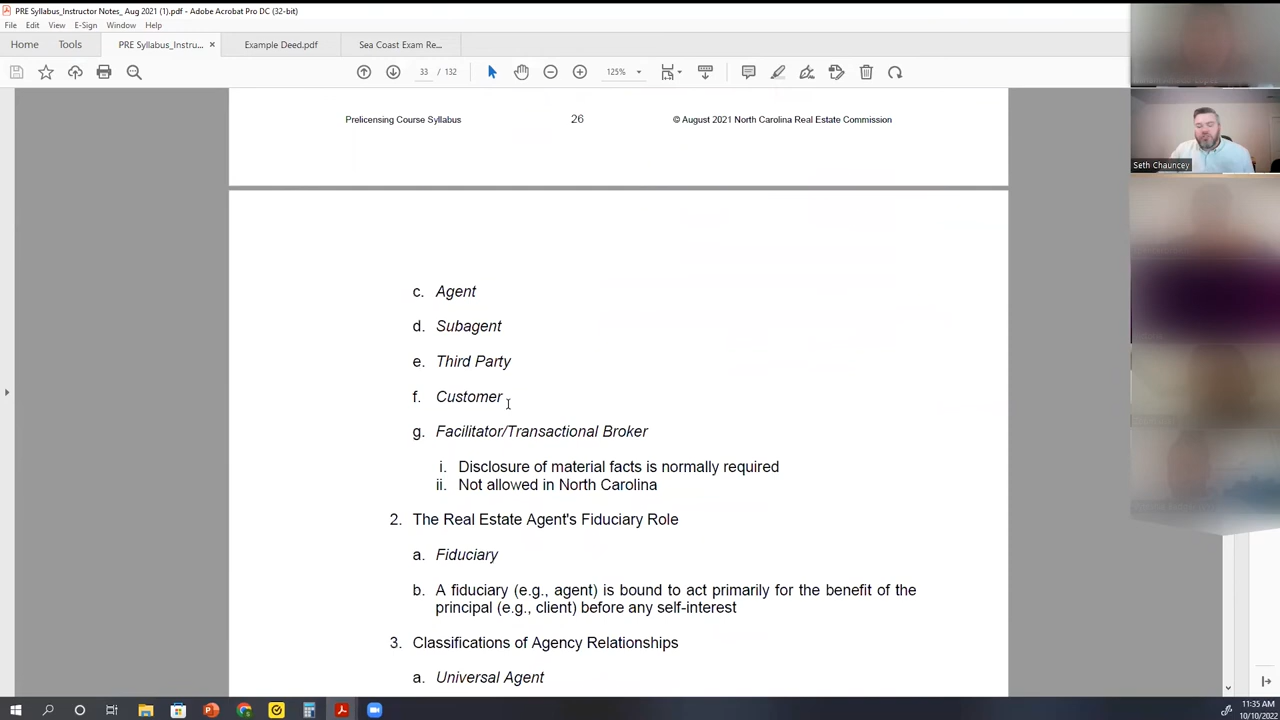 PRE Syllabus_Instructor Notes_ Aug 2021 (1).pdf - Adobe Acrobat Pro DC (32-bit)
File Edit View E-Sign Window Help
Home Tools PRE Syllabus_Instru... × Example Deed.pdf Sea Coast Exam Re...
33 / 132 125%
Prelicensing Course Syllabus 26 © August 2021 North Carolina Real Estate Commission
Seth Chauncey
c. Agent
d. Subagent
e. Third Party
f. Customer
g. Facilitator/Transactional Broker
i. Disclosure of material facts is normally required
ii. Not allowed in North Carolina
2. The Real Estate Agent's Fiduciary Role
a. Fiduciary
b. A fiduciary (e.g., agent) is bound to act primarily for the benefit of the
principal (e.g., client) before any self-interest
3. Classifications of Agency Relationships
a. Universal Agent
11:35 AM
10/10/2022